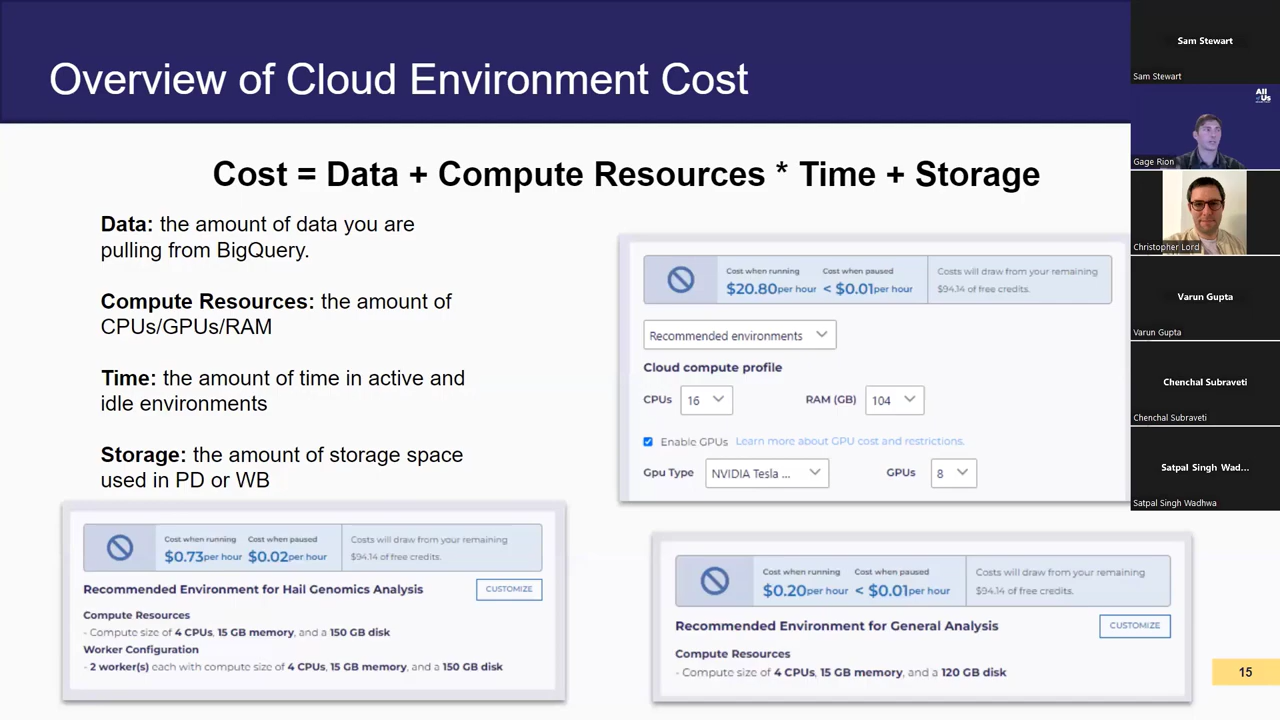 Overview of Cloud Environment Cost
Cost = Data + Compute Resources * Time + Storage
Data: the amount of data you are
pulling from BigQuery.
Compute Resources: the amount of
CPUs/GPUs/RAM
Time: the amount of time in active and
idle environments
Storage: the amount of storage space
used in PD or WB
Cost when running Cost when paused Costs will draw from your remaining
$20.80 per hour < $0.01 per hour $94.14 of free credits.
Recommended environments
Cloud compute profile
CPUs 16 RAM (GB) 104
Enable GPUs Learn more about GPU cost and restrictions.
Gpu Type NVIDIA Tesla ... GPUs 8
Cost when running Cost when paused Costs will draw from your remaining
$0.73 per hour $0.02 per hour $94.14 of free credits.
Recommended Environment for Hail Genomics Analysis CUSTOMIZE
Compute Resources
- Compute size of 4 CPUs, 15 GB memory, and a 150 GB disk
Worker Configuration
- 2 worker(s) each with compute size of 4 CPUs, 15 GB memory, and a 150 GB disk
Cost when running Cost when paused Costs will draw from your remaining
$0.20 per hour < $0.01 per hour $94.14 of free credits.
Recommended Environment for General Analysis CUSTOMIZE
Compute Resources
- Compute size of 4 CPUs, 15 GB memory, and a 120 GB disk
15
Sam Stewart
Sam Stewart
All
of Us
Gage Rion
Christopher Lord
Varun Gupta
Varun Gupta
Chenchal Subraveti
Chenchal Subraveti
Satpal Singh Wad...
Satpal Singh Wadhwa